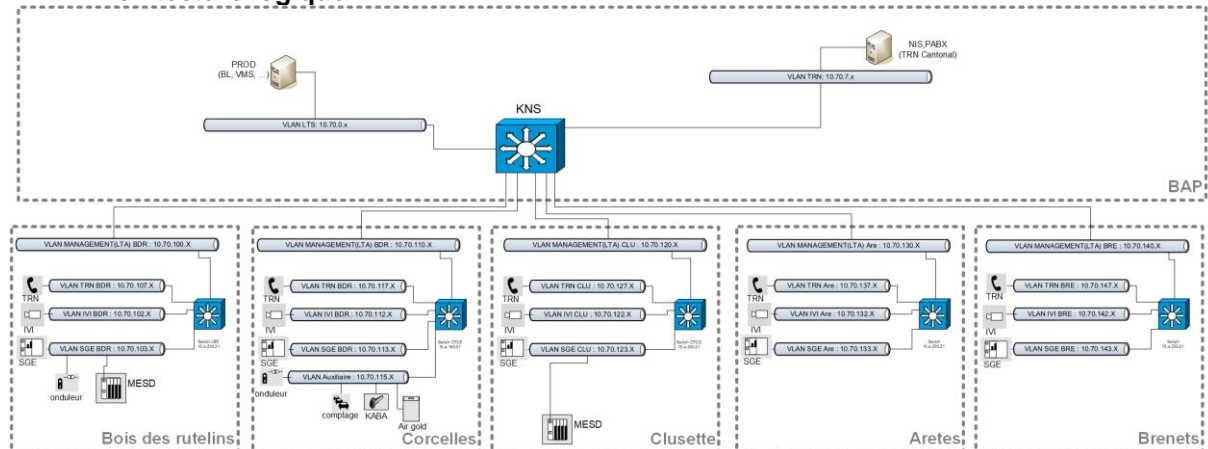 PROD
(BL, VMS, ...)
NIS,PABX
(TRN Cantonal)
VLAN TRN: 10.70.7.x
KNS
VLAN LTS: 10.70.0.x
BAP
VLAN MANAGEMENT(LTA) BDR : 10.70.100.X
TRN
VLAN TRN BDR : 10.70.107.X
IVI
VLAN IVI BDR : 10.70.102.X
SGE
VLAN SGE BDR : 10.70.103.X
onduleur
MESD
Bois des rutelins
VLAN MANAGEMENT(LTA) BDR : 10.70.110.X
TRN
VLAN TRN BDR : 10.70.117.X
IVI
VLAN IVI BDR : 10.70.112.X
SGE
VLAN SGE BDR : 10.70.113.X
onduleur
VLAN Auxiliaire : 10.70.115.X
comptage
KABA
Air gold
Corcelles
VLAN MANAGEMENT(LTA) CLU : 10.70.120.X
TRN
VLAN TRN CLU : 10.70.127.X
IVI
VLAN IVI CLU : 10.70.122.X
SGE
VLAN SGE CLU : 10.70.123.X
MESD
Clusette
VLAN MANAGEMENT(LTA) Are : 10.70.130.X
TRN
VLAN TRN Are : 10.70.137.X
IVI
VLAN IVI Are : 10.70.132.X
SGE
VLAN SGE Are : 10.70.133.X
Switch
Aretes
VLAN MANAGEMENT(LTA) BRE : 10.70.140.X
TRN
VLAN TRN BRE : 10.70.147.X
IVI
VLAN IVI BRE : 10.70.142.X
SGE
VLAN SGE BRE : 10.70.143.X
Switch
Brenets